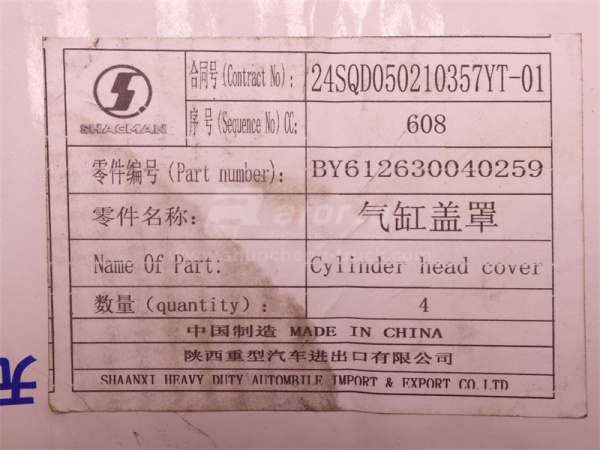 合同号(Contract No): 24SQD050210357YT-01
SHACMAN
序号(Sequence No)CC: 608
零件编号(Part number): BY612630040259
零件名称: 气缸盖罩
Name Of Part: Cylinder head cover
数量(quantity): 4
中国制造 MADE IN CHINA
陕西重型汽车进出口有限公司
SHAANXI HEAVY DUTY AUTOMBILE IMPORT & EXPORT CO.LTD
无